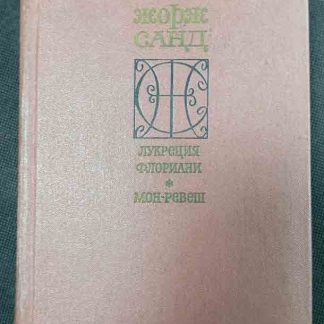 ЖОРЖ
САНД
ЛУКРЕЦИЯ
ФЛОРИАНИ
*
МОН-РЕВЕШ